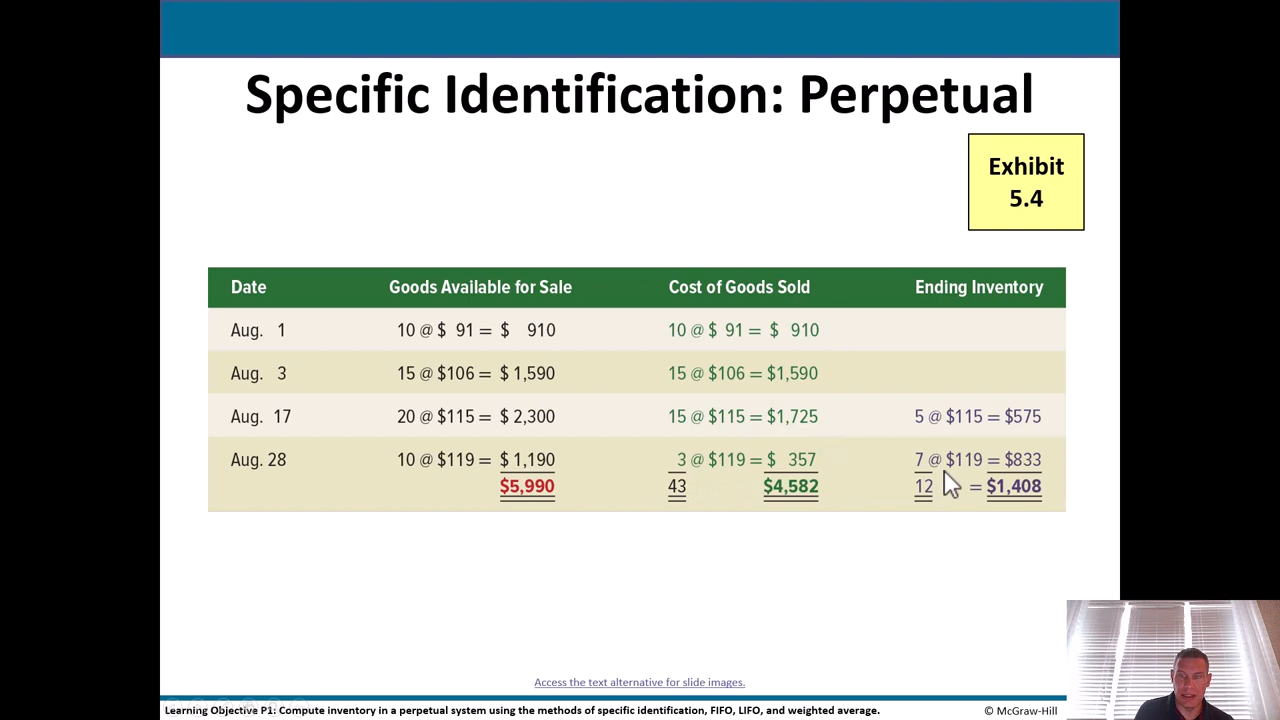 Specific Identification: Perpetual
Exhibit
5.4
Date Goods Available for Sale Cost of Goods Sold Ending Inventory
Aug. 1 10 @ $ 91 = $ 910 10 @ $ 91 = $ 910
Aug. 3 15 @ $106 = $ 1,590 15 @ $106 = $1,590
Aug. 17 20 @ $115 = $ 2,300 15 @ $115 = $1,725 5 @ $115 = $575
Aug. 28 10 @ $119 = $ 1,190 3 @ $119 = $ 357 7 @ $119 = $833
$5,990 43 $4,582 12 = $1,408
Access the text alternative for slide images.
Learning Objective P1: Compute inventory in a perpetual system using the methods of specific identification, FIFO, LIFO, and weighted average. © McGraw-Hill